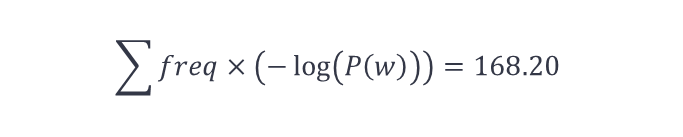 ∑ freq × (− log(P(w))) = 168.20